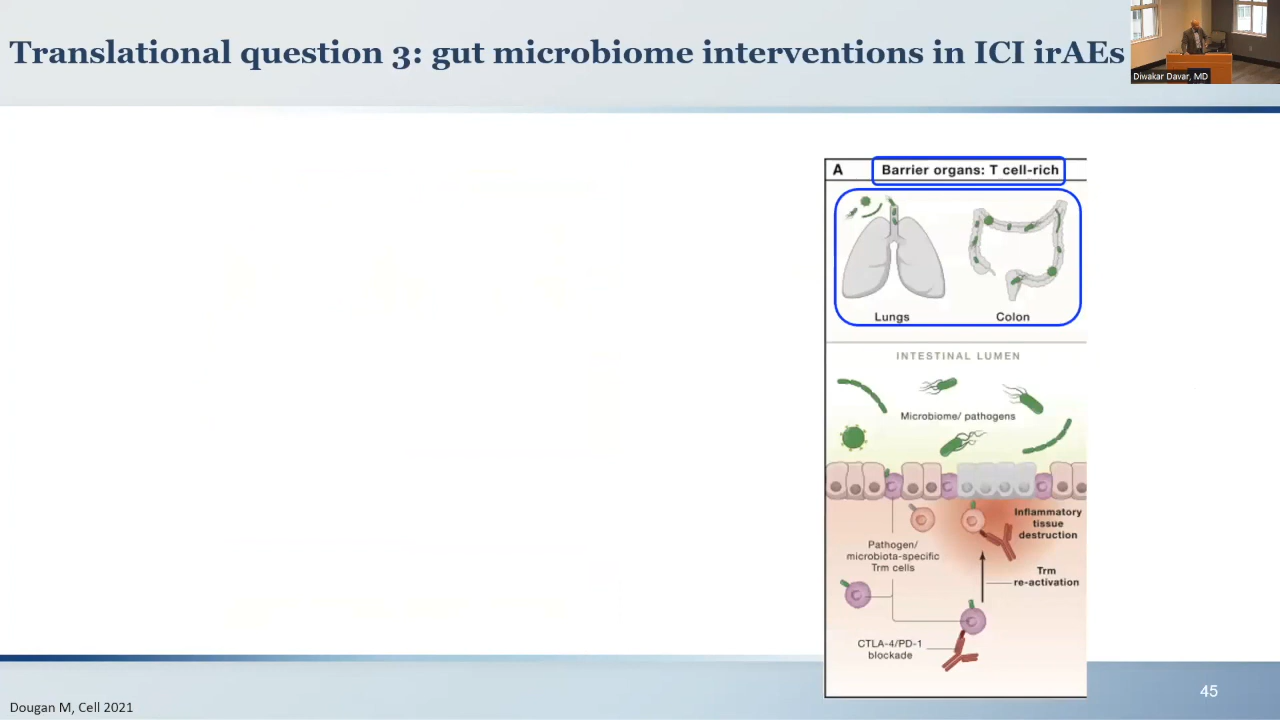 Translational question 3: gut microbiome interventions in ICI irAEs
Diwakar Davar, MD
A
Barrier organs: T cell-rich
Lungs
Colon
INTESTINAL LUMEN
Microbiome/ pathogens
Inflammatory
tissue
destruction
Pathogen/
microbiota-specific
Trm cells
Trm
re-activation
CTLA-4/PD-1
blockade
45
Dougan M, Cell 2021